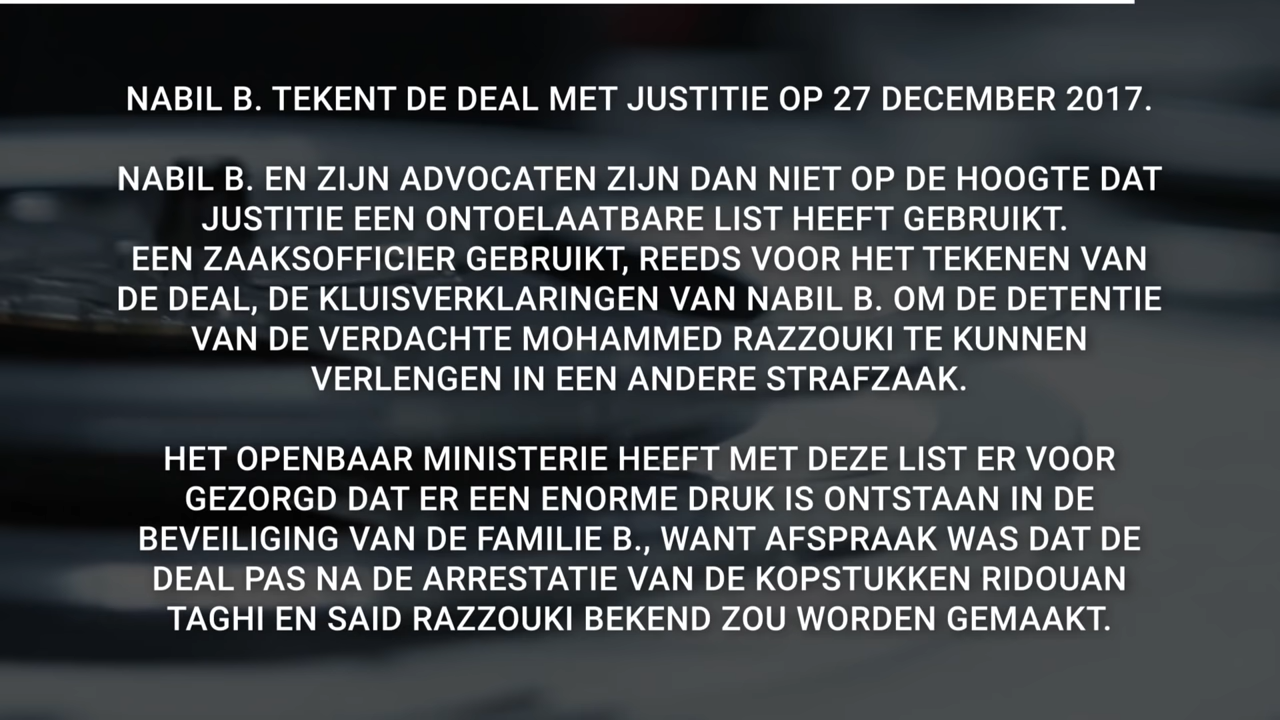 NABIL B. TEKENT DE DEAL MET JUSTITIE OP 27 DECEMBER 2017.
NABIL B. EN ZIJN ADVOCATEN ZIJN DAN NIET OP DE HOOGTE DAT
JUSTITIE EEN ONTOELAATBARE LIST HEEFT GEBRUIKT.
EEN ZAAKSOFFICIER GEBRUIKT, REEDS VOOR HET TEKENEN VAN
DE DEAL, DE KLUISVERKLARINGEN VAN NABIL B. OM DE DETENTIE
VAN DE VERDACHTE MOHAMMED RAZZOUKI TE KUNNEN
VERLENGEN IN EEN ANDERE STRAFZAAK.
HET OPENBAAR MINISTERIE HEEFT MET DEZE LIST ER VOOR
GEZORGD DAT ER EEN ENORME DRUK IS ONTSTAAN IN DE
BEVEILIGING VAN DE FAMILIE B., WANT AFSPRAAK WAS DAT DE
DEAL PAS NA DE ARRESTATIE VAN DE KOPSTUKKEN RIDOUAN
TAGHI EN SAID RAZZOUKI BEKEND ZOU WORDEN GEMAAKT.